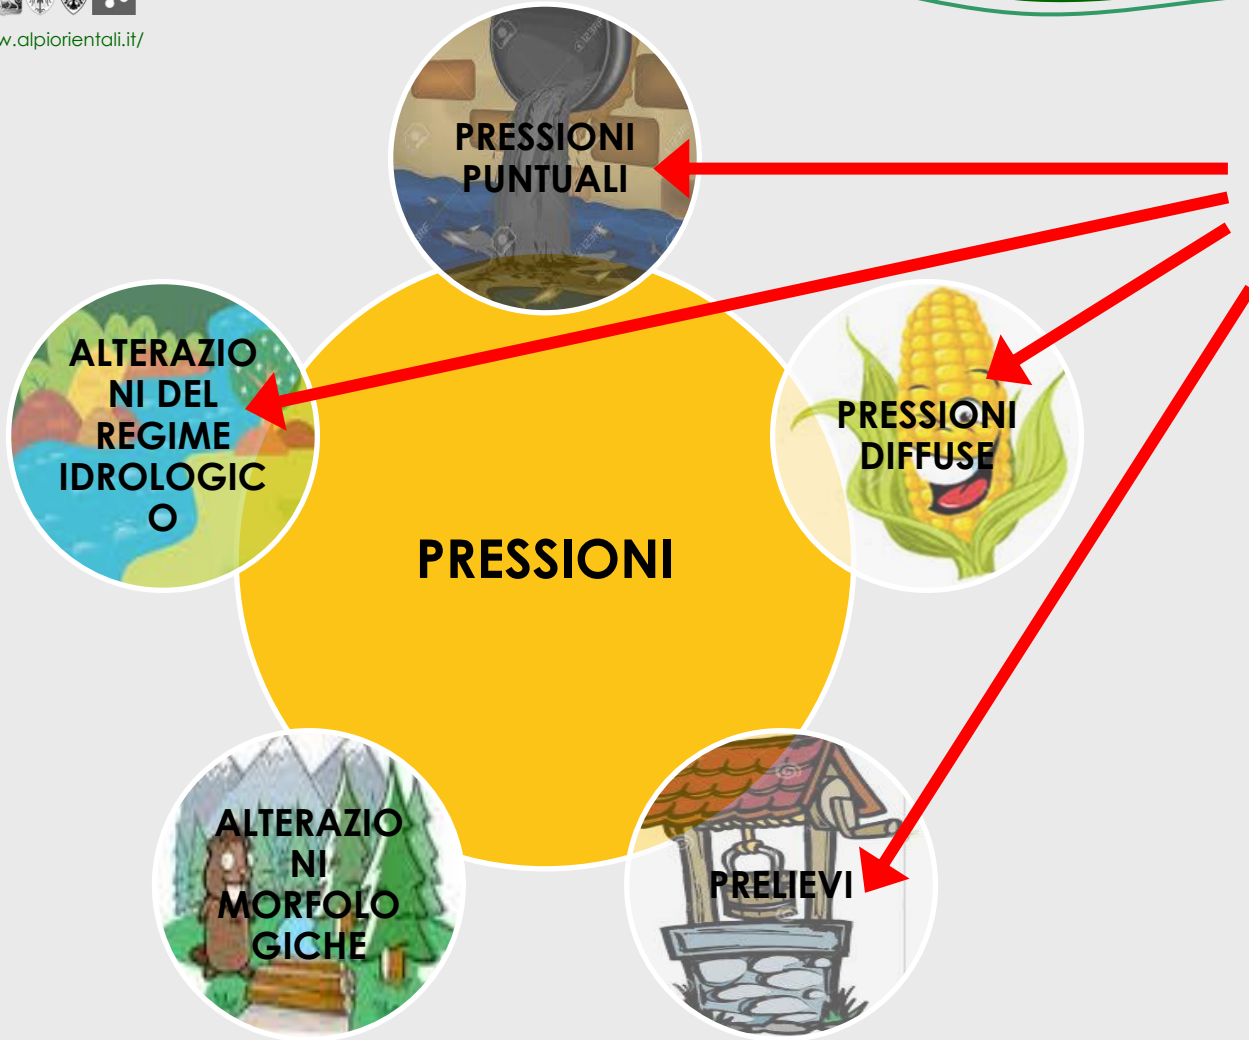 w.alpiorientali.it/
PRESSIONI
PUNTUALI
ALTERAZIO
NI DEL
REGIME
IDROLOGIC
O
PRESSIONI
DIFFUSE
PRESSIONI
ALTERAZIO
NI
MORFOLO
GICHE
PRELIEVI